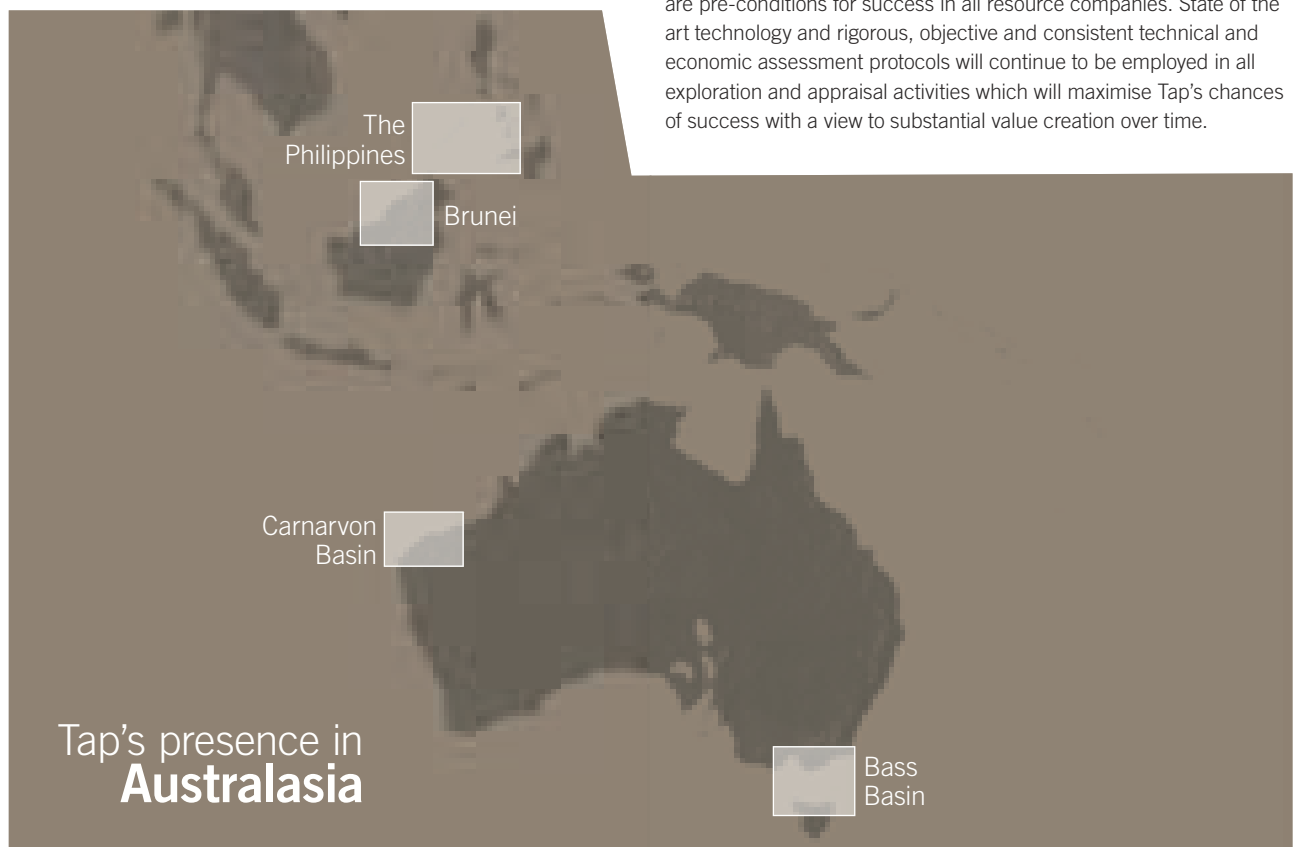 are pre-conditions for success in all resource companies. State of the
art technology and rigorous, objective and consistent technical and
economic assessment protocols will continue to be employed in all
exploration and appraisal activities which will maximise Tap’s chances
of success with a view to substantial value creation over time.
The
Philippines
Brunei
Carnarvon
Basin
Tap’s presence in
Australasia
Bass
Basin